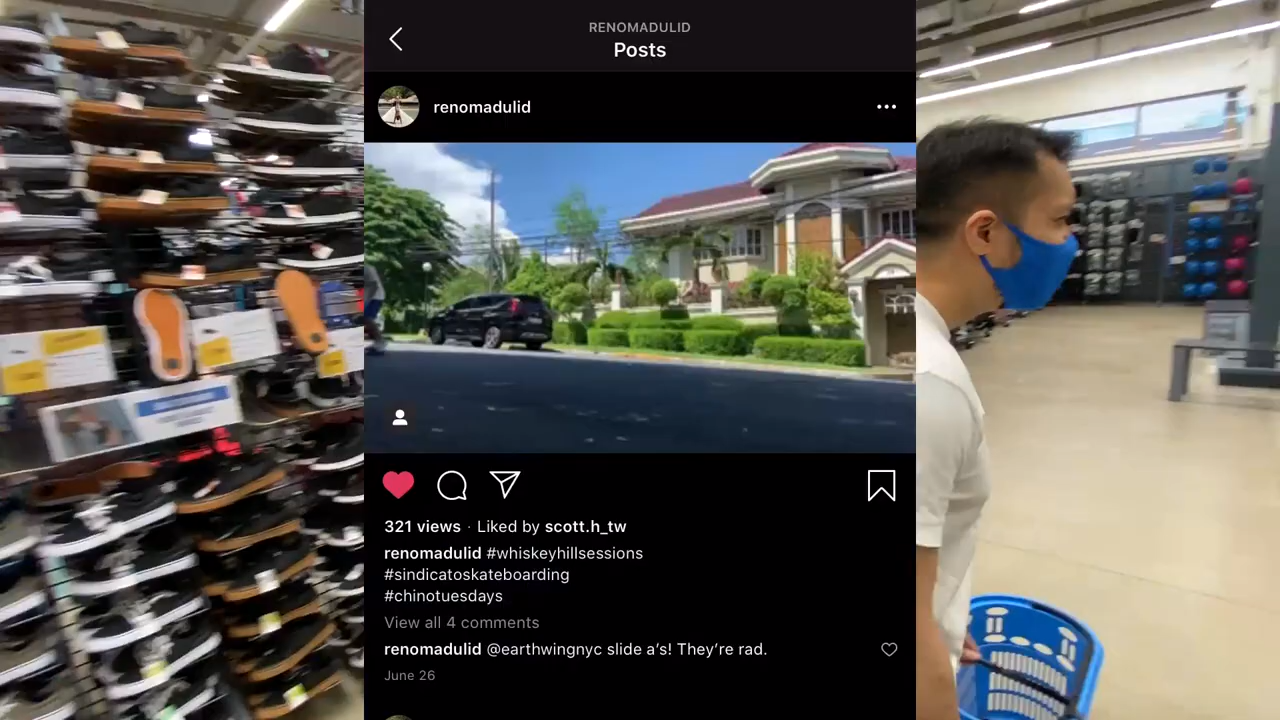 RENOMADULID
Posts
renomadulid
321 views · Liked by scott.h_tw
renomadulid #whiskeyhillsessions
#sindicatoskateboarding
#chinotuesdays
View all 4 comments
renomadulid @earthwingnyc slide a’s! They’re rad.
June 26